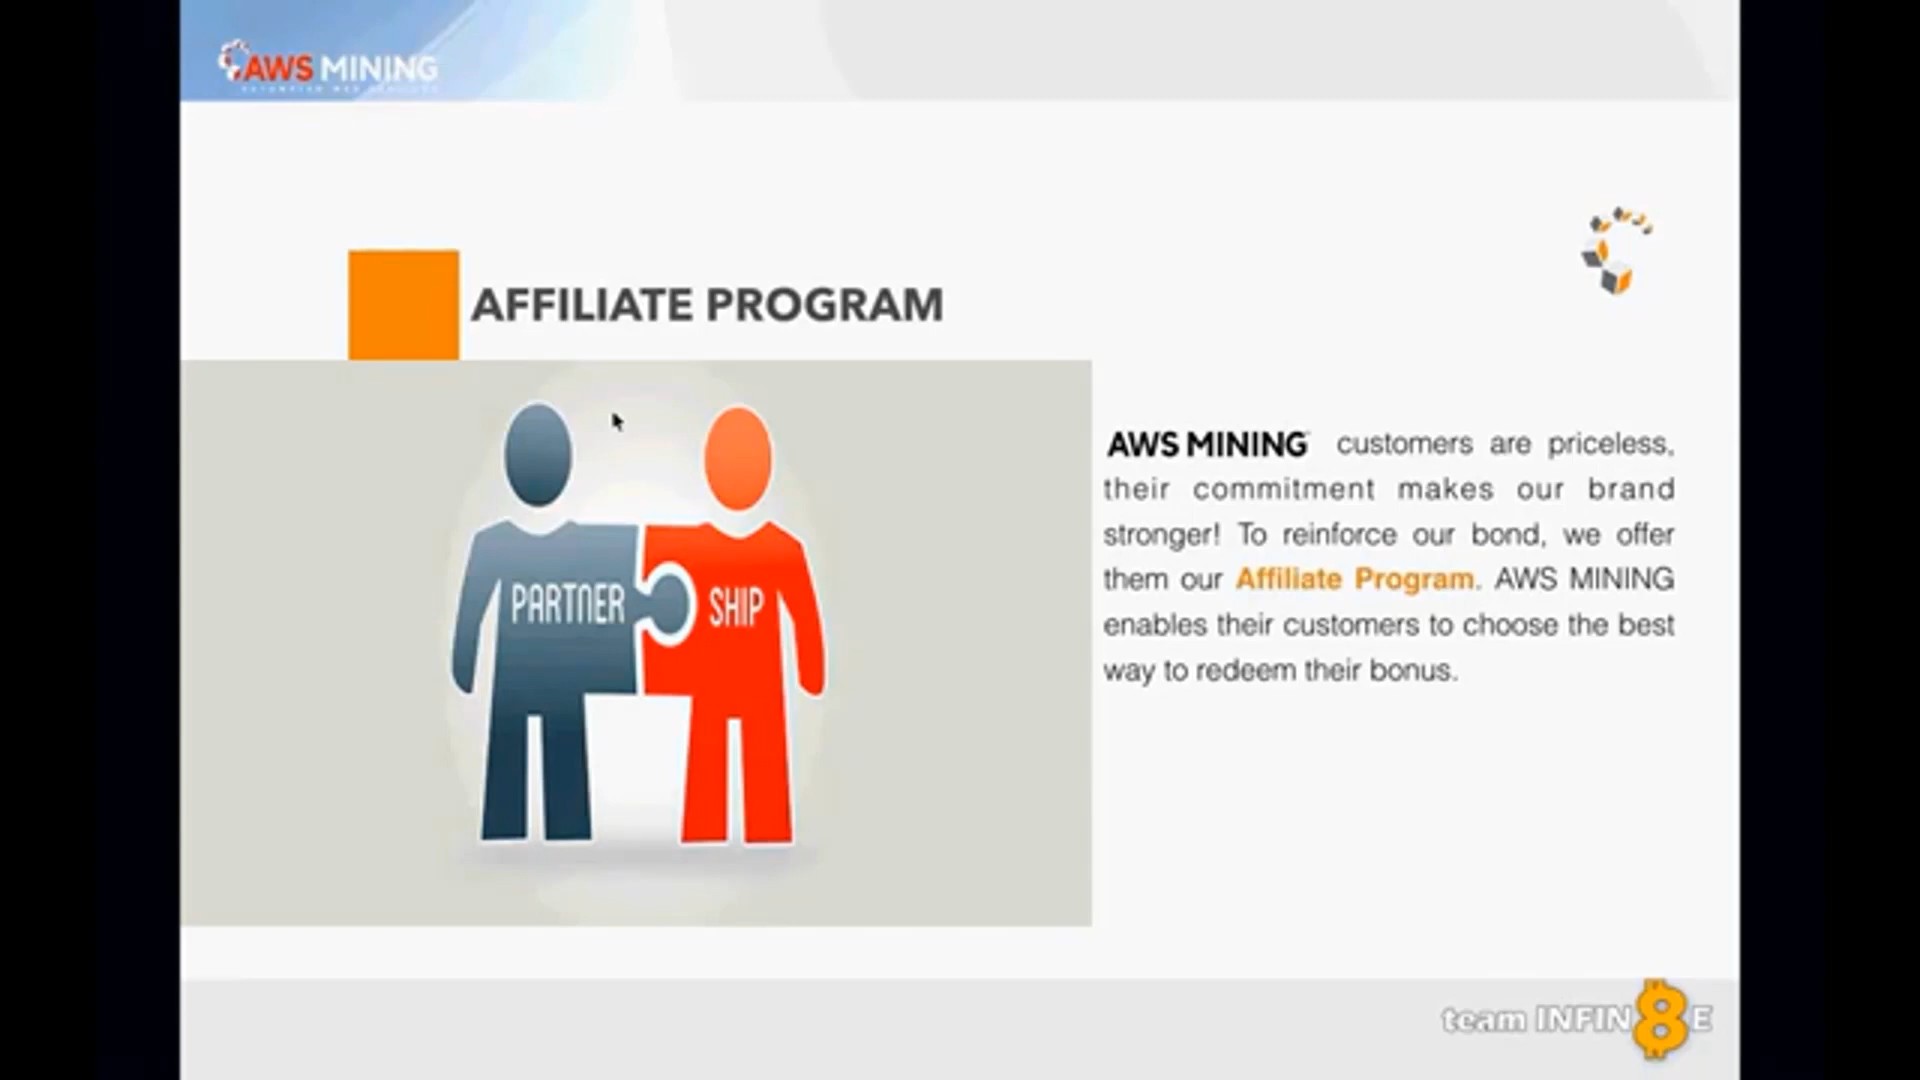 AWS MINING
AFFILIATE PROGRAM
PARTNER SHIP
AWS MINING customers are priceless,
their commitment makes our brand
stronger! To reinforce our bond, we offer
them our Affiliate Program. AWS MINING
enables their customers to choose the best
way to redeem their bonus.
team INFIN8E